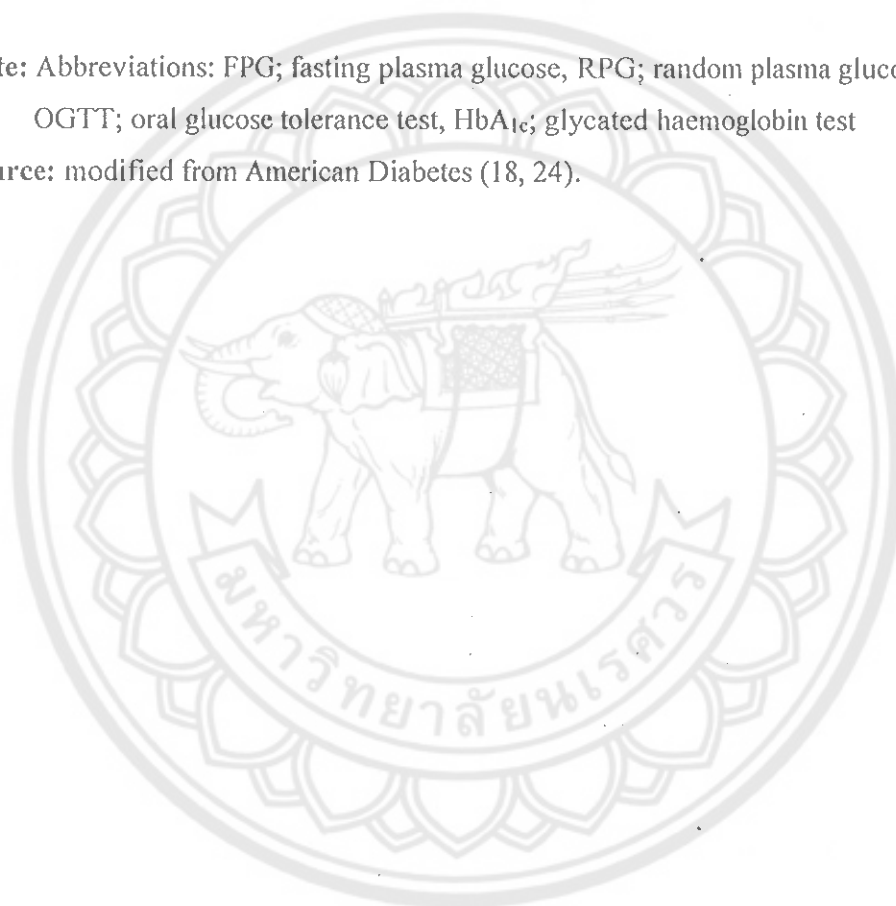 te: Abbreviations: FPG; fasting plasma glucose, RPG; random plasma gluco
OGTT; oral glucose tolerance test, HbA1c; glycated haemoglobin test
urce: modified from American Diabetes (18, 24).
มหาวิทยาลัยนเรศวร